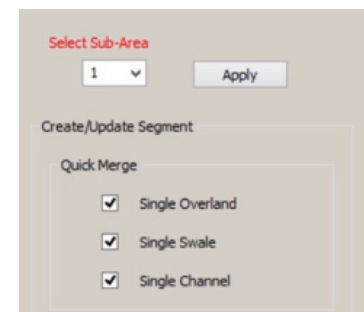 Select Sub-Area
1 Apply
Create/Update Segment
Quick Merge
Single Overland
Single Swale
Single Channel